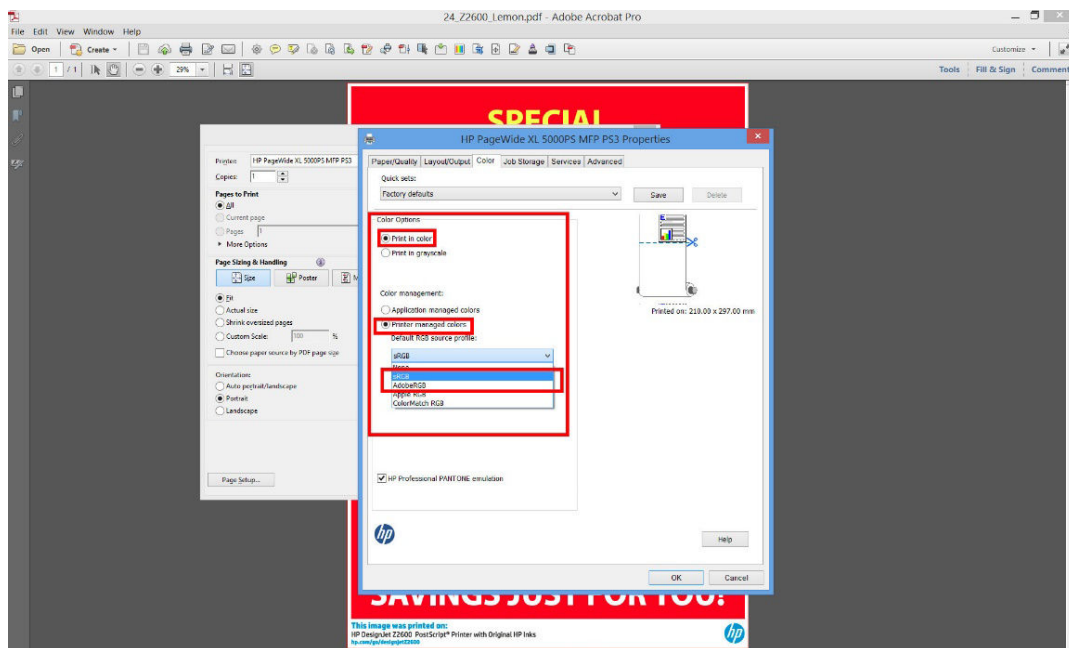 24_Z2600_Lemon.pdf - Adobe Acrobat Pro
File Edit View Window Help
Open Create Customize
1 / 1 29% Tools Fill & Sign Comment
SPECIAL
HP PageWide XL 5000PS MFP PS3 Properties
Printer: HP PageWide XL 5000PS MFP PS3
Copies: 1
Pages to Print
All
Current page
Pages 1
More Options
Page Sizing & Handling
Size Poster M
Fit
Actual size
Shrink oversized pages
Custom Scale: 100 %
Choose paper source by PDF page size
Orientation:
Auto portrait/landscape
Portrait
Landscape
Page Setup...
Paper/Quality Layout/Output Color Job Storage Services Advanced
Quick sets:
Factory defaults Save Delete
Color Options
Print in color
Print in grayscale
Color management:
Application managed colors
Printer managed colors
Default RGB source profile:
sRGB
None
sRGB
AdobeRGB
Apple RGB
ColorMatch RGB
HP Professional PANTONE emulation
Printed on: 210.00 x 297.00 mm
hp
Help
OK Cancel
SAVINGS JUST FOR YOU!
This image was printed on:
HP DesignJet Z2600 PostScript® Printer with Original HP Inks
hp.com/go/designjetZ2600
hp